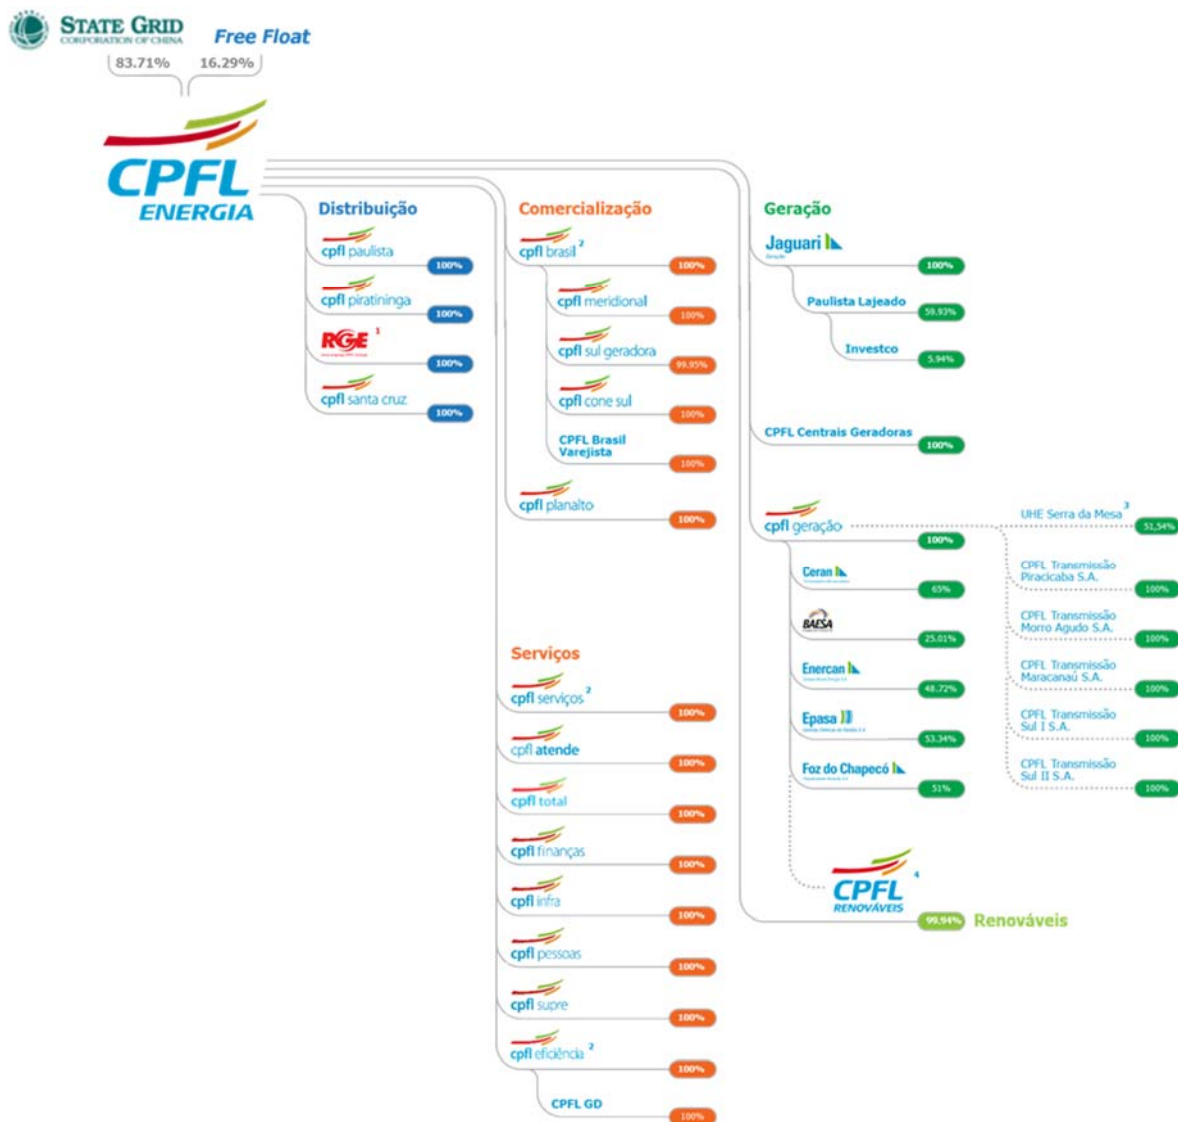 STATE GRID
CORPORATION OF CHINA
Free Float
83.71%
16.29%
CPFL
ENERGIA
Distribuição
cpfl paulista
100%
cpfl piratininga
100%
RGE 1
100%
cpfl santa cruz
100%
Comercialização
cpfl brasil 2
100%
cpfl meridional
100%
cpfl sul geradora
99.95%
cpfl cone sul
100%
CPFL Brasil
Varejista
100%
cpfl planalto
100%
Serviços
cpfl serviços 2
100%
cpfl atende
100%
cpfl total
100%
cpfl finanças
100%
cpfl infra
100%
cpfl pessoas
100%
cpfl supre
100%
cpfl eficiência 2
100%
CPFL GD
100%
Geração
Jaguari
Geração
100%
Paulista Lajeado
59.93%
Investco
5.94%
CPFL Centrais Geradoras
100%
cpfl geração
100%
Ceran
65%
BAESA
25.01%
Enercan
48.72%
Epasa
53.34%
Foz do Chapecó
51%
UHE Serra da Mesa 3
51,54%
CPFL Transmissão
Piracicaba S.A.
100%
CPFL Transmissão
Morro Agudo S.A.
100%
CPFL Transmissão
Maracanaú S.A.
100%
CPFL Transmissão
Sul I S.A.
100%
CPFL Transmissão
Sul II S.A.
100%
CPFL 4
RENOVÁVEIS
99.94%
Renováveis